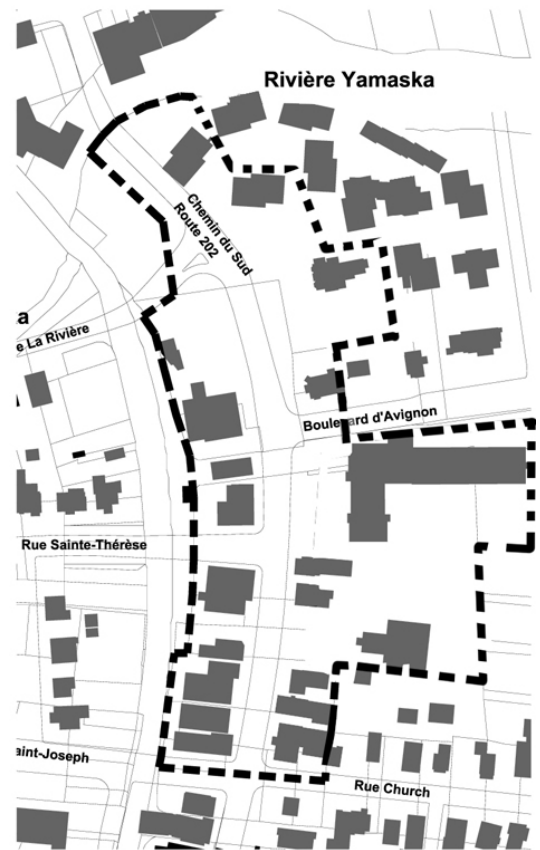 Rivière Yamaska
Chemin du Sud
Route 202
a
e La Rivière
Boulevard d'Avignon
Rue Sainte-Thérèse
aint-Joseph
Rue Church